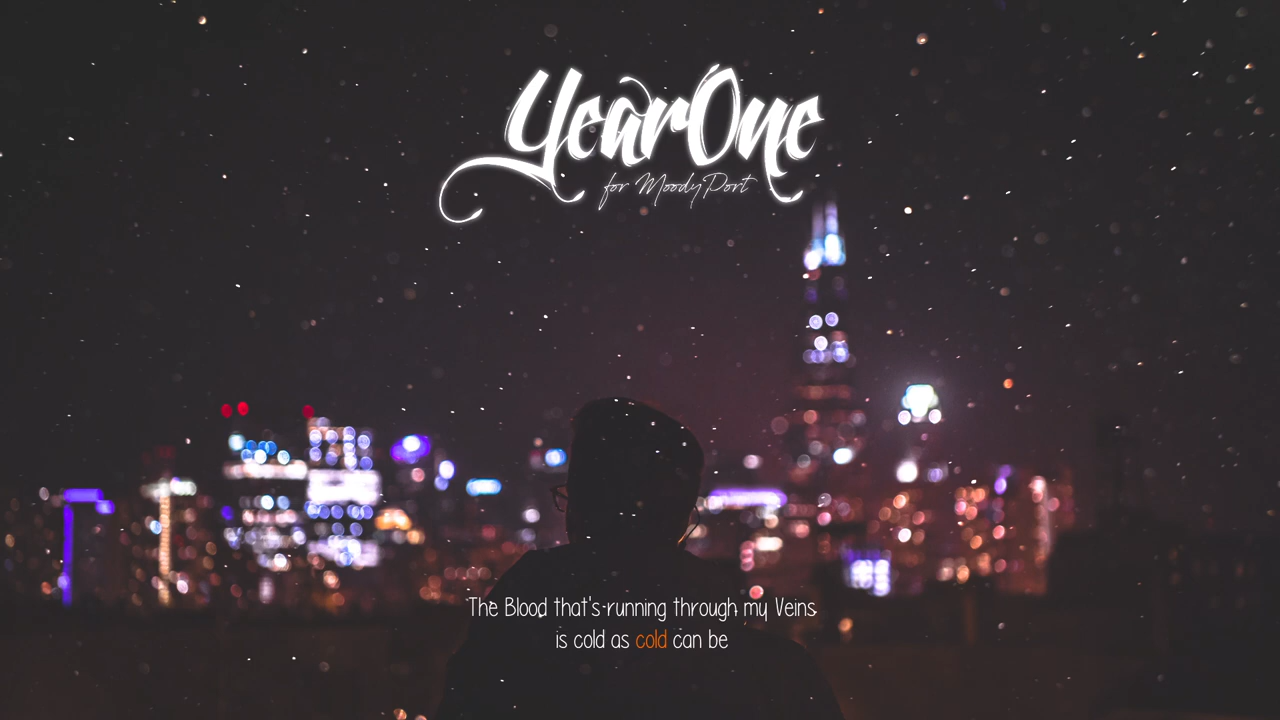 YearOne
for MoodyPort
The Blood that's running through my Veins
is cold as cold can be